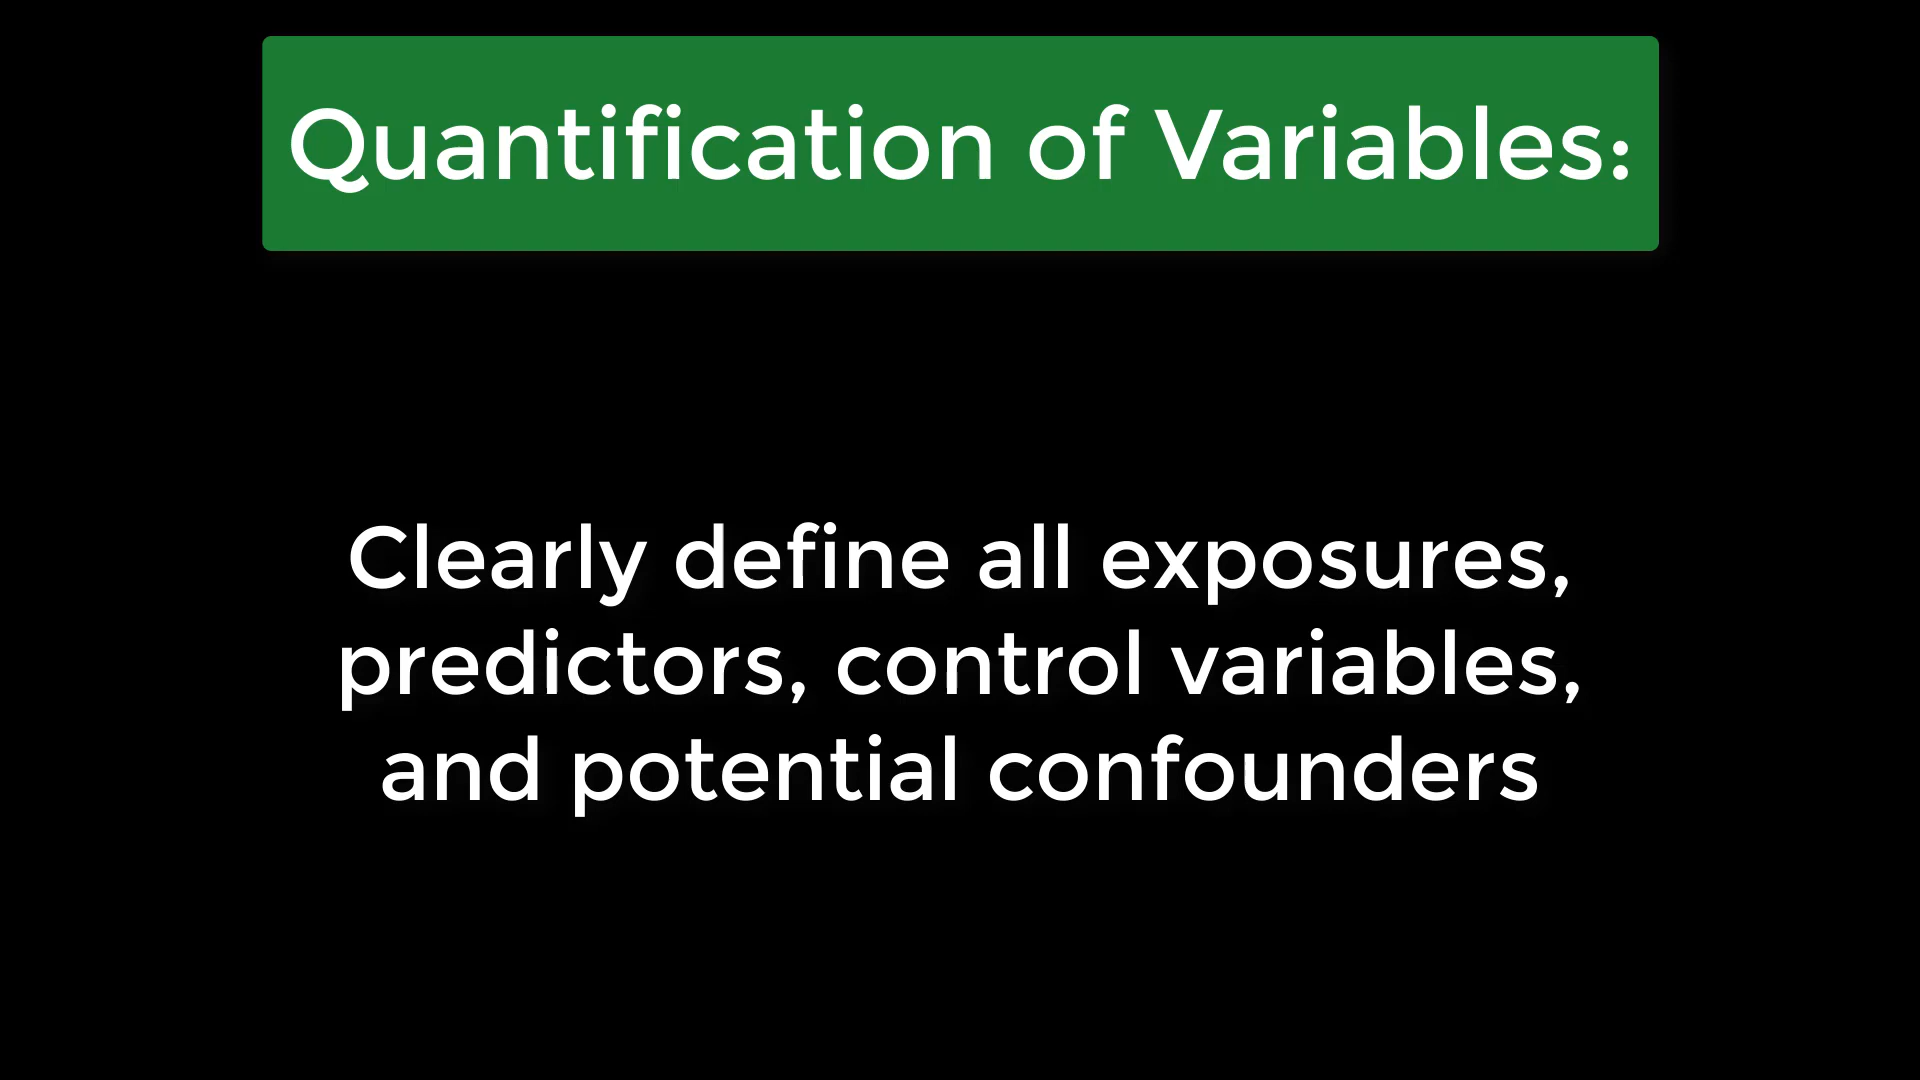 Quantification of Variables:
Clearly define all exposures,
predictors, control variables,
and potential confounders